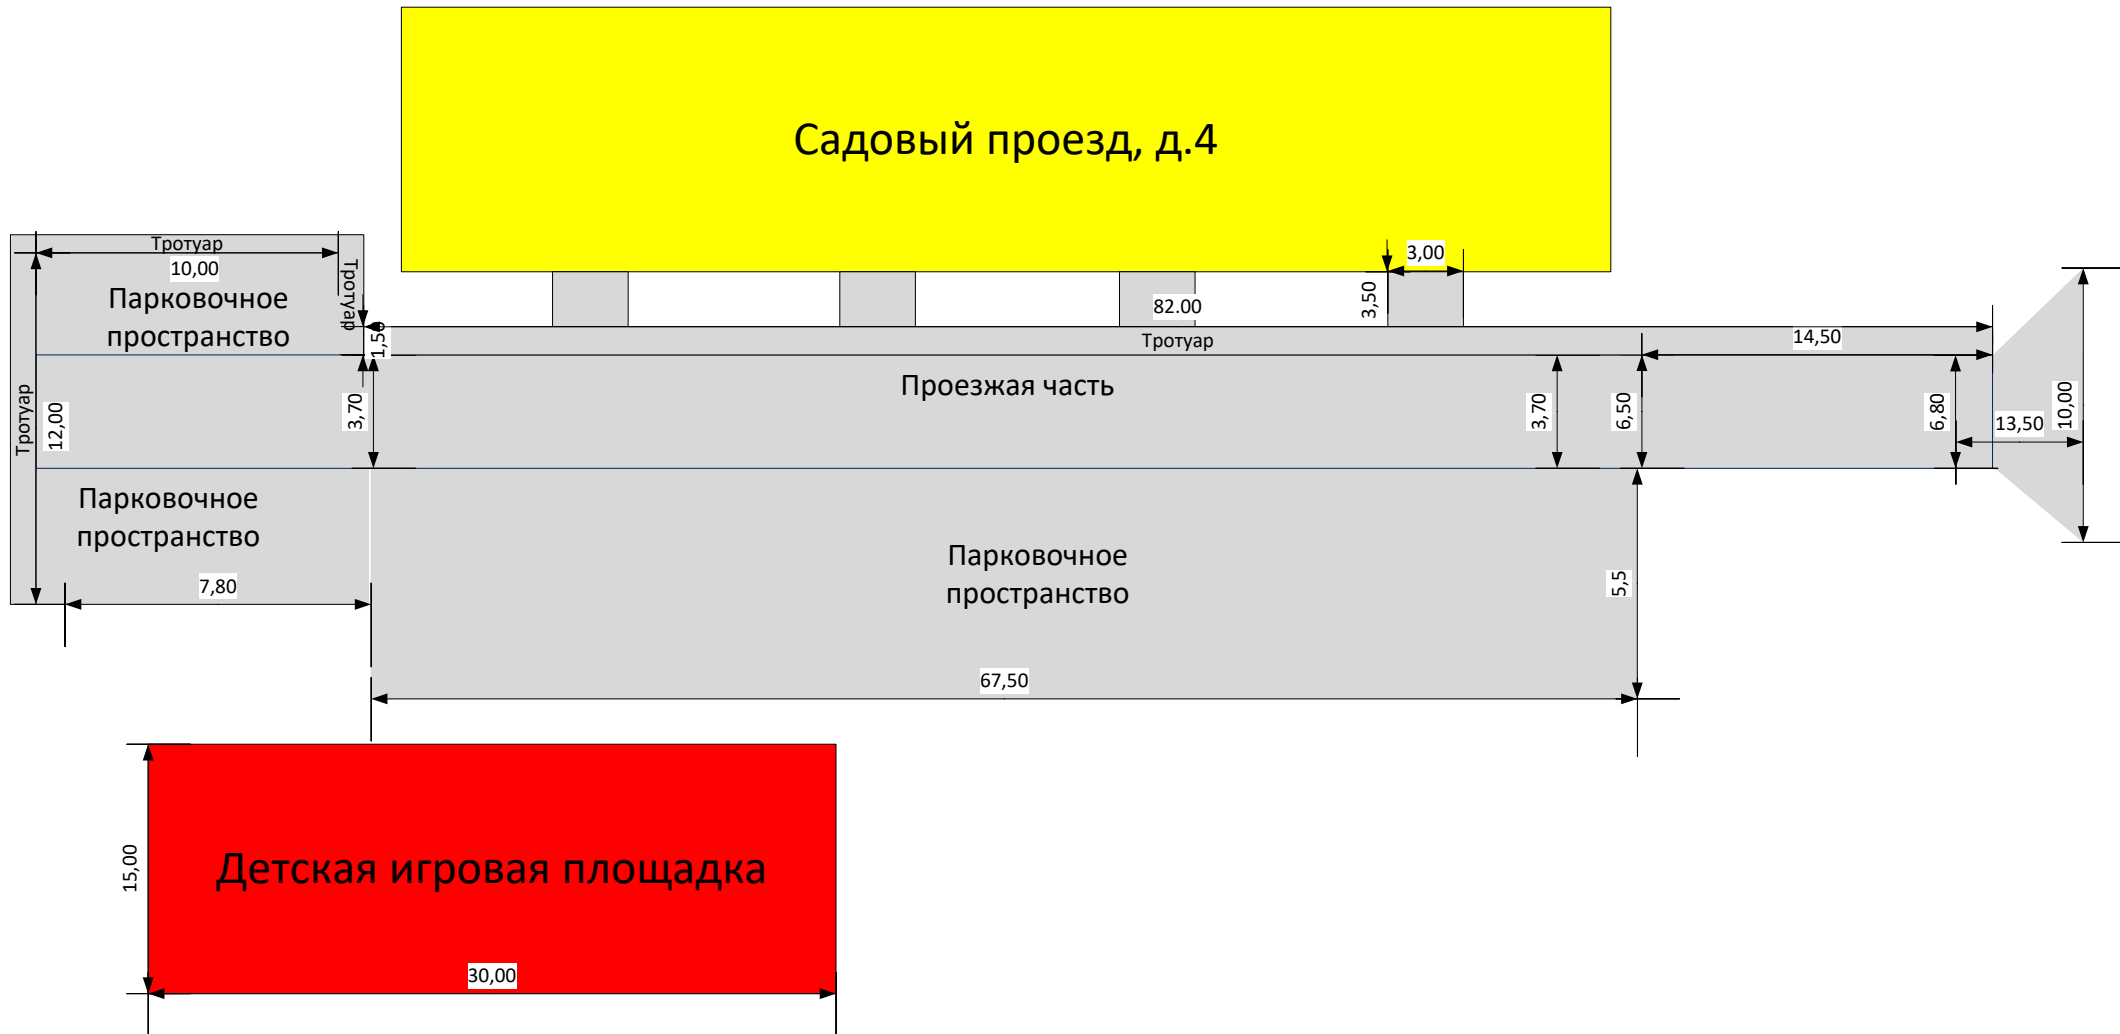 Садовый проезд, д.4
Тротуар
10,00
Тротуар
Парковочное
пространство
3,00
3,50
82.00
1,50
Тротуар
14,50
Проезжая часть
Тротуар
12,00
3,70
3,70
6,50
6,80
13,50
10,00
Парковочное
пространство
7,80
Парковочное
пространство
5,5
67,50
15,00
Детская игровая площадка
30,00